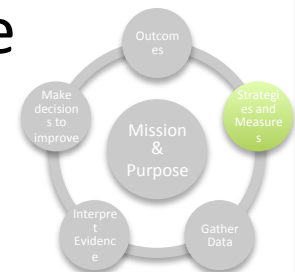 e
Outcom
es
Strategi
es and
Measure
s
Gather
Data
Interpre
t
Evidenc
e
Make
decision
s to
improve
Mission
&
Purpose